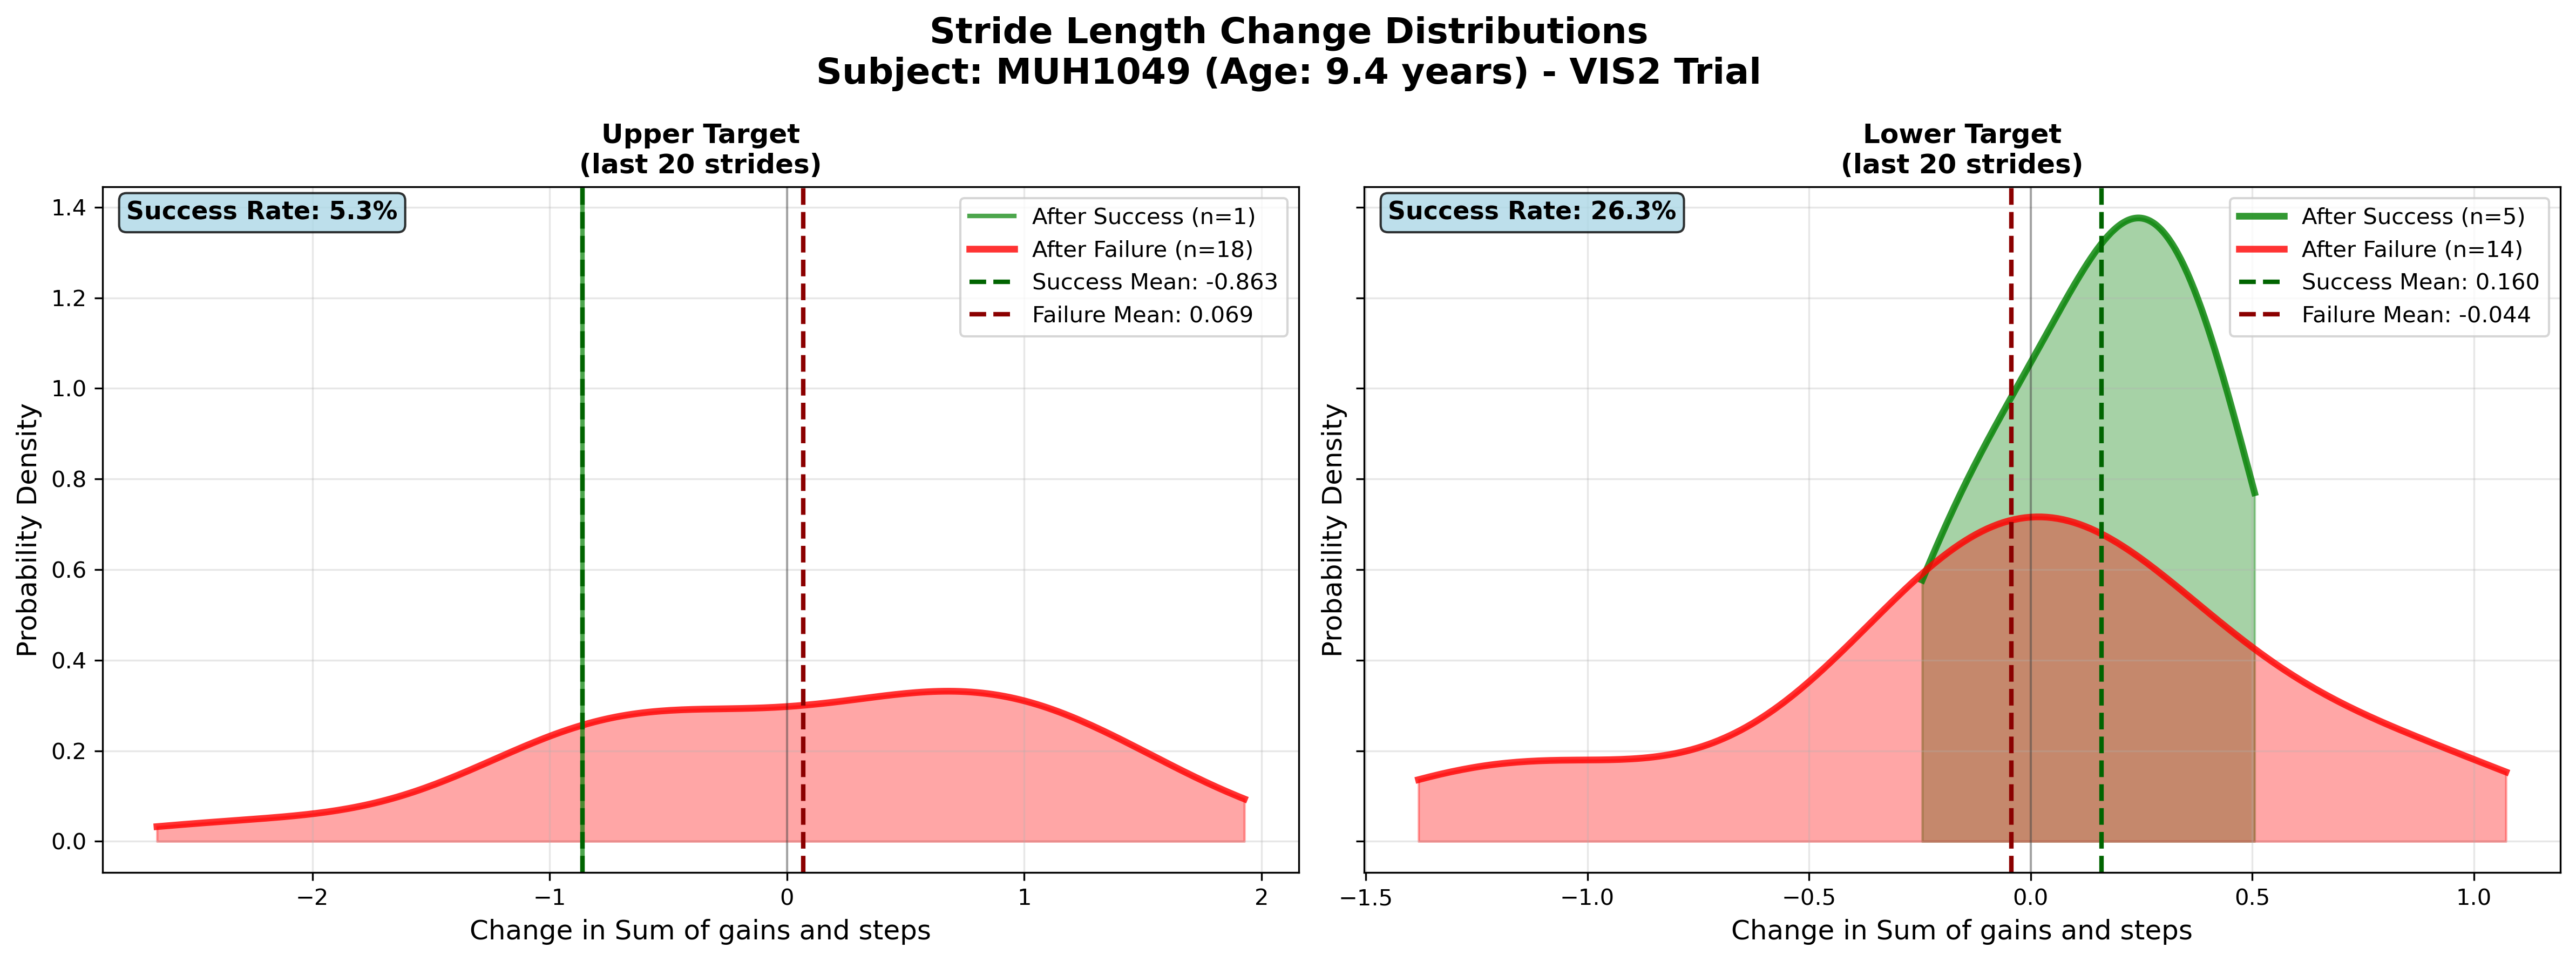 Stride Length Change Distributions
Subject: MUH1049 (Age: 9.4 years) - VIS2 Trial
Upper Target
(last 20 strides)
Success Rate: 5.3%
After Success (n=1)
After Failure (n=18)
Success Mean: -0.863
Failure Mean: 0.069
Probability Density
1.4
1.2
1.0
0.8
0.6
0.4
0.2
0.0
−2
−1
0
1
2
Change in Sum of gains and steps
Lower Target
(last 20 strides)
Success Rate: 26.3%
After Success (n=5)
After Failure (n=14)
Success Mean: 0.160
Failure Mean: -0.044
Probability Density
−1.5
−1.0
−0.5
0.0
0.5
1.0
Change in Sum of gains and steps